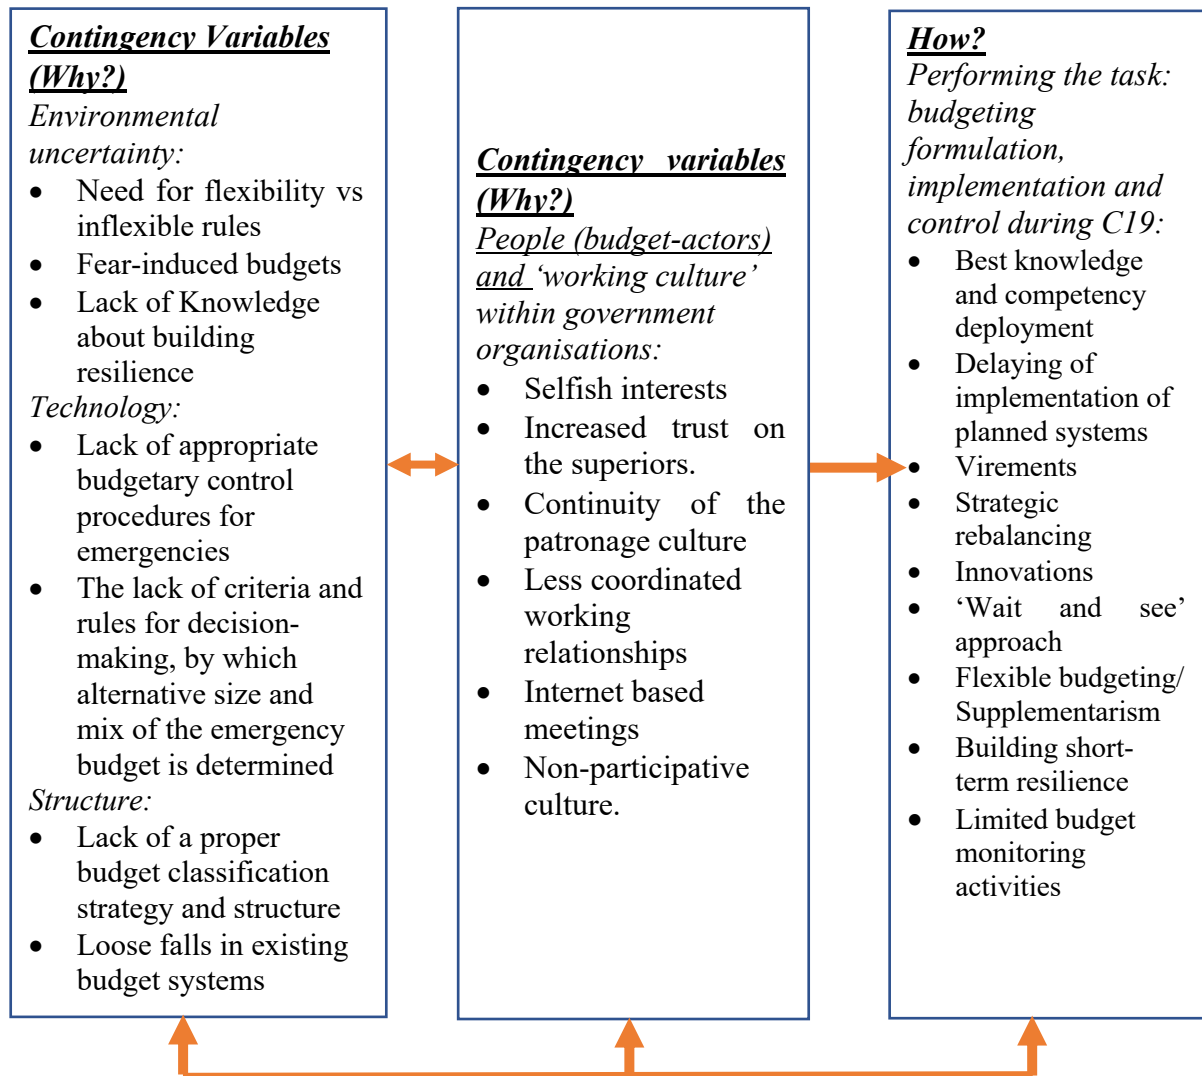 Contingency Variables
(Why?)
Environmental
uncertainty:
• Need for flexibility vs
inflexible rules
• Fear-induced budgets
• Lack of Knowledge
about building
resilience
Technology:
• Lack of appropriate
budgetary control
procedures for
emergencies
• The lack of criteria and
rules for decision-
making, by which
alternative size and
mix of the emergency
budget is determined
Structure:
• Lack of a proper
budget classification
strategy and structure
• Loose falls in existing
budget systems
Contingency variables
(Why?)
People (budget-actors)
and ‘working culture’
within government
organisations:
• Selfish interests
• Increased trust on
the superiors.
• Continuity of the
patronage culture
• Less coordinated
working
relationships
• Internet based
meetings
• Non-participative
culture.
How?
Performing the task:
budgeting
formulation,
implementation and
control during C19:
• Best knowledge
and competency
deployment
• Delaying of
implementation of
planned systems
• Virements
• Strategic
rebalancing
• Innovations
• ‘Wait and see’
approach
• Flexible budgeting/
Supplementarism
• Building short-
term resilience
• Limited budget
monitoring
activities